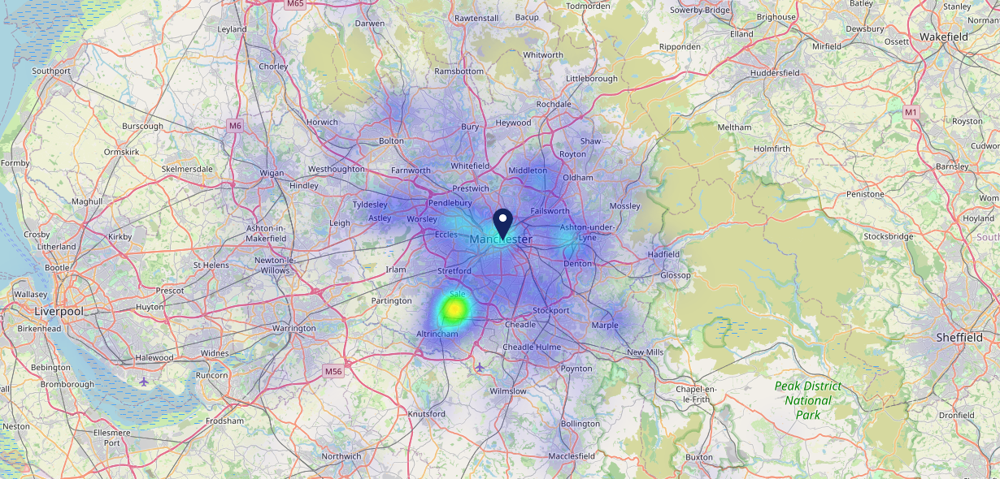 M65
Todmorden
Sowerby Bridge
Batley
Stanley
Leyland
Darwen
Rawtenstall
Bacup
Brighouse
Norman
Elland
Dewsbury
Ossett
Wakefield
Chorley
Whitworth
Ripponden
Mirfield
Southport
Ramsbottom
Littleborough
Huddersfield
Rochdale
M1
Burscough
M6
Horwich
Bury
Heywood
Meltham
Royston
Ormskirk
Bolton
Shaw
Holmfirth
Cudwor
Formby
Skelmersdale
Wigan
Westhoughton
Farnworth
Whitefield
Middleton
Royton
Oldham
Barnsley
Hindley
Prestwich
Penistone
Maghull
Tyldesley
Pendlebury
Failsworth
Mossley
Astley
Worsley
Hoyland
Crosby
Kirkby
Ashton-in-
Makerfield
Leigh
Eccles
Manchester
Ashton-under-
Lyne
Stocksbridge
South
Litherland
Hadfield
Bootle
St Helens
Newton-le-
Willows
Irlam
Stretford
Denton
Glossop
Wallasey
Prescot
Huyton
Partington
Sale
Liverpool
Stockport
Birkenhead
Warrington
Altrincham
Cheadle
Marple
Sheffield
Halewood
Widnes
Cheadle Hulme
New Mills
Bebington
M56
Poynton
Bromborough
Runcorn
Wilmslow
Chapel-en-
le-Frith
Peak District
National
Park
Knutsford
Dronfield
Neston
Frodsham
Bollington
Ellesmere
Port
Northwich
Macclesfield
Buxton